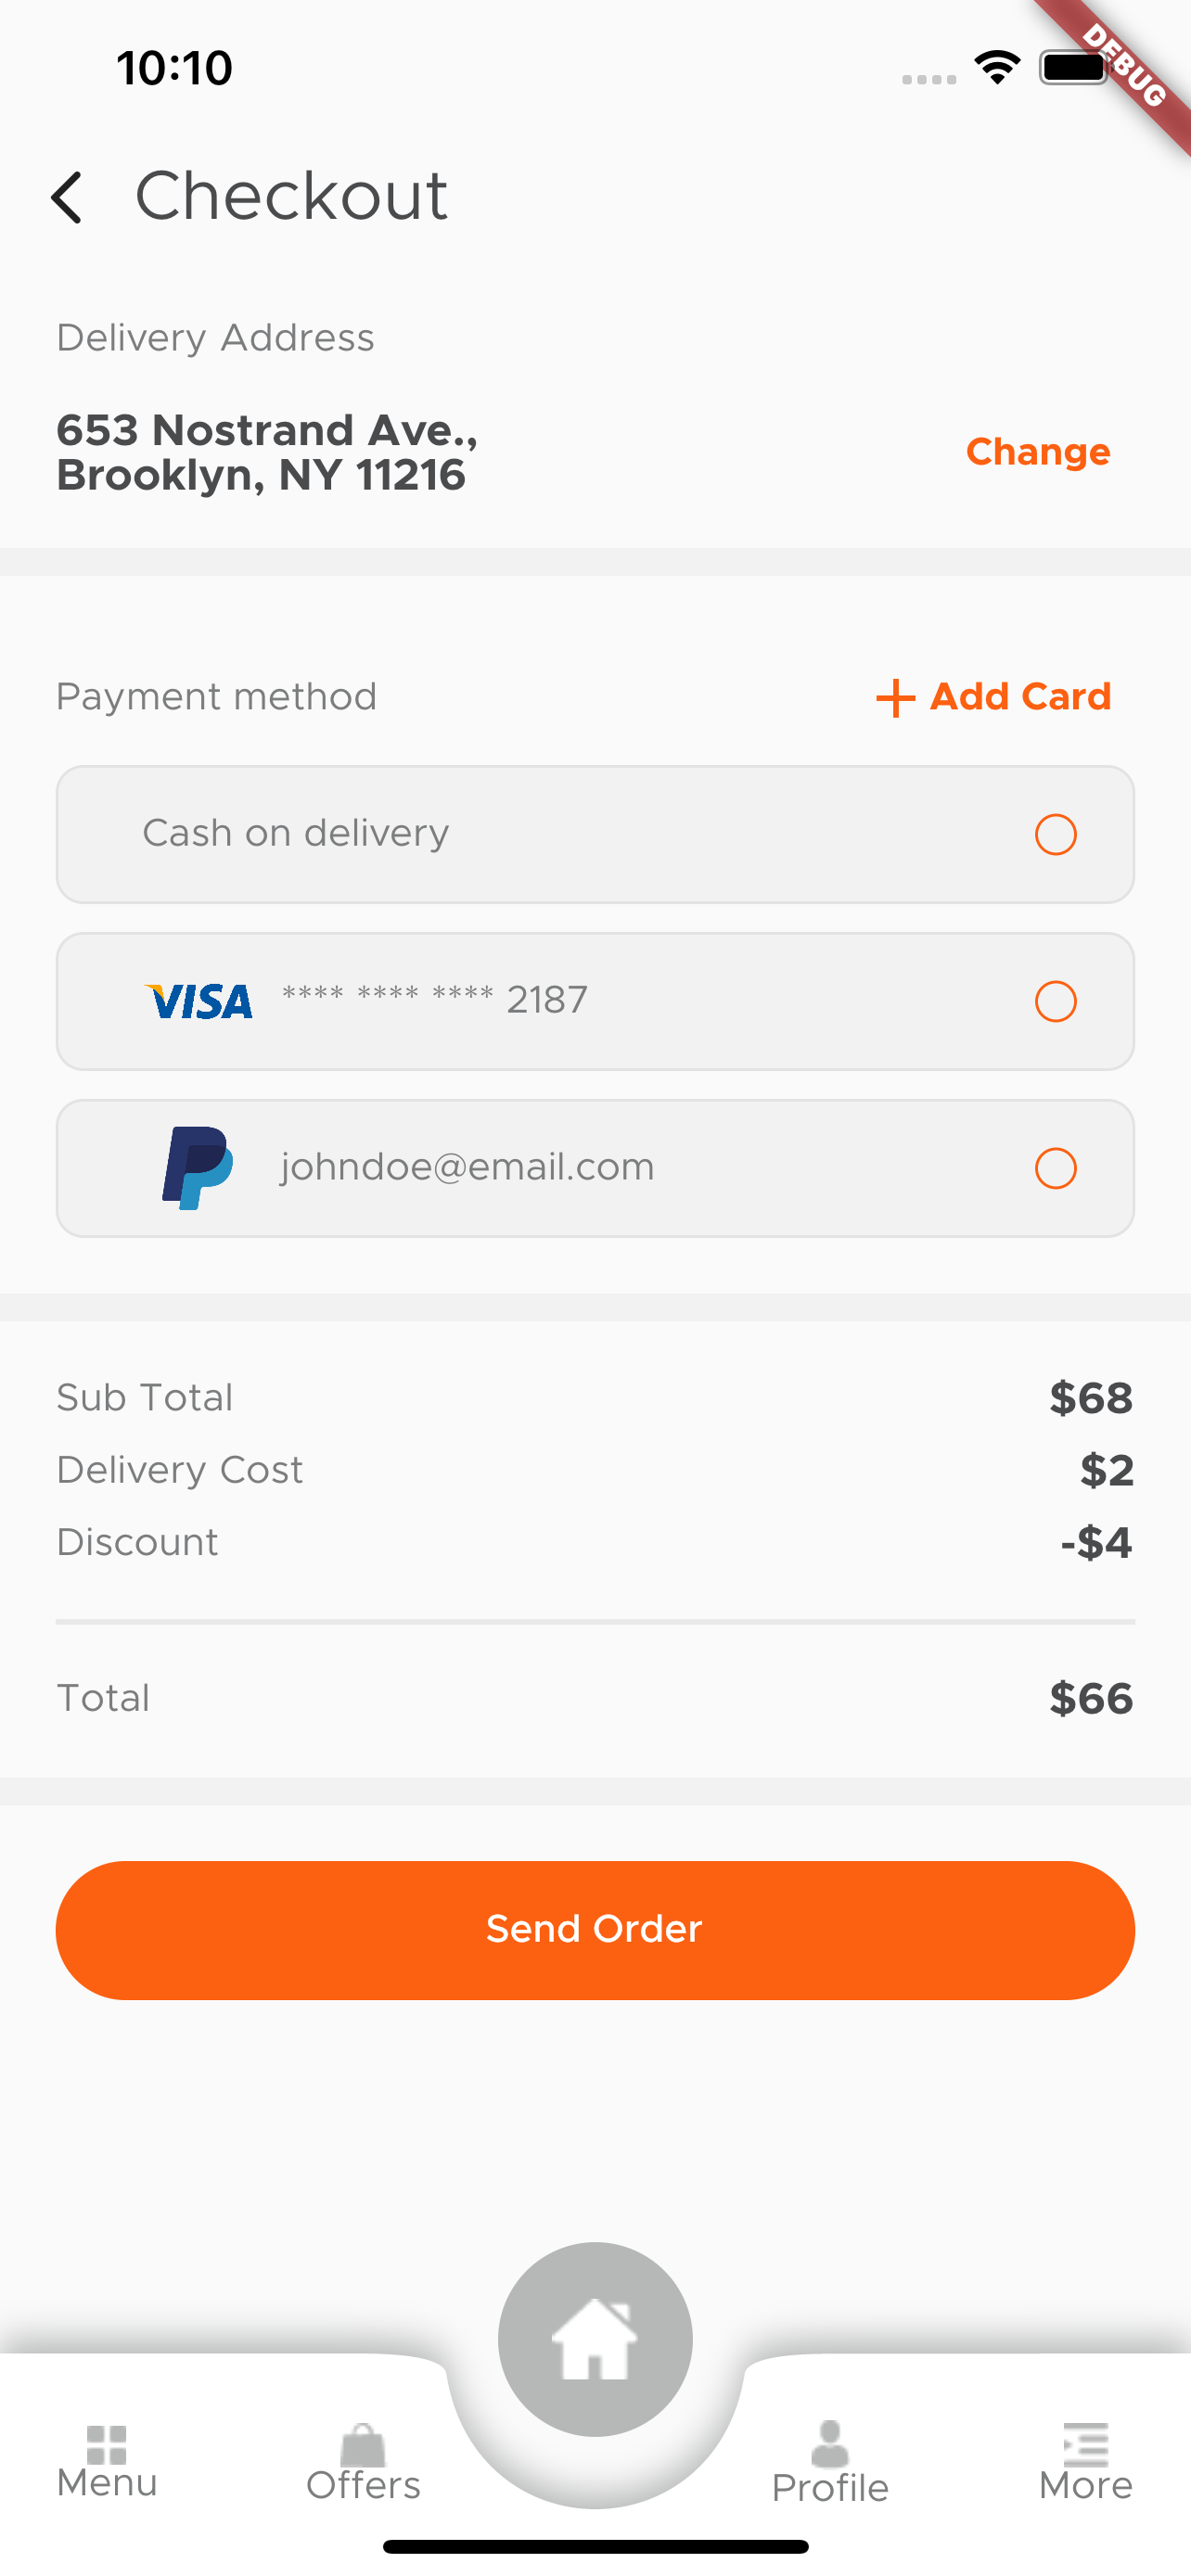 10:10
DEBUG
Checkout
Delivery Address
653 Nostrand Ave.,
Brooklyn, NY 11216
Change
Payment method
+ Add Card
Cash on delivery
VISA **** **** **** 2187
johndoe@email.com
Sub Total $68
Delivery Cost $2
Discount -$4
Total $66
Send Order
Menu Offers Profile More